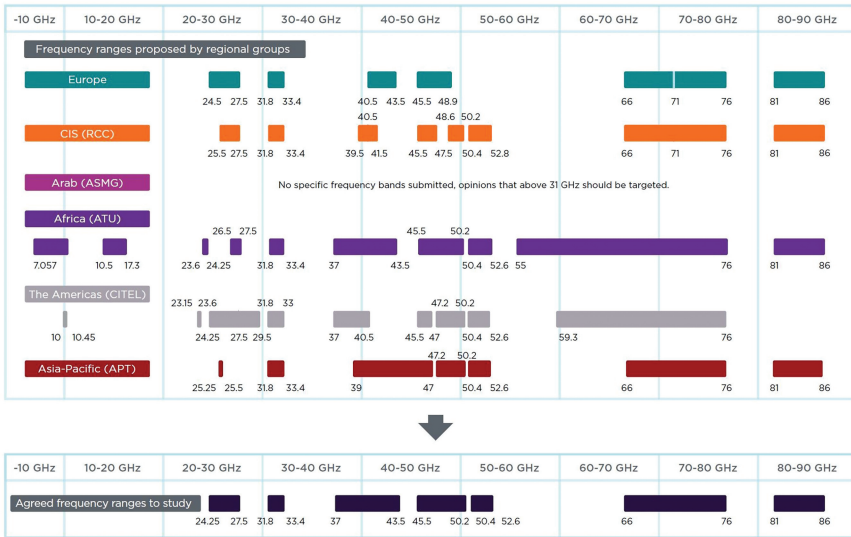 -10 GHz 10-20 GHz 20-30 GHz 30-40 GHz 40-50 GHz 50-60 GHz 60-70 GHz 70-80 GHz 80-90 GHz
Frequency ranges proposed by regional groups
Europe
24.5 27.5 31.8 33.4 40.5 43.5 45.5 48.9 66 71 76 81 86
40.5 48.6 50.2
CIS (RCC)
25.5 27.5 31.8 33.4 39.5 41.5 45.5 47.5 50.4 52.8 66 71 76 81 86
Arab (ASMG) No specific frequency bands submitted, opinions that above 31 GHz should be targeted.
Africa (ATU)
26.5 27.5 45.5 50.2
7.057 10.5 17.3 23.6 24.25 31.8 33.4 37 43.5 50.4 52.6 55 76 81 86
The Americas (CITEL)
23.15 23.6 31.8 33 47.2 50.2
10 10.45 24.25 27.5 29.5 37 40.5 45.5 47 50.4 52.6 59.3 76
47.2 50.2
Asia-Pacific (APT)
25.25 25.5 31.8 33.4 39 47 50.4 52.6 66 76 81 86
-10 GHz 10-20 GHz 20-30 GHz 30-40 GHz 40-50 GHz 50-60 GHz 60-70 GHz 70-80 GHz 80-90 GHz
Agreed frequency ranges to study
24.25 27.5 31.8 33.4 37 43.5 45.5 50.2 50.4 52.6 66 76 81 86